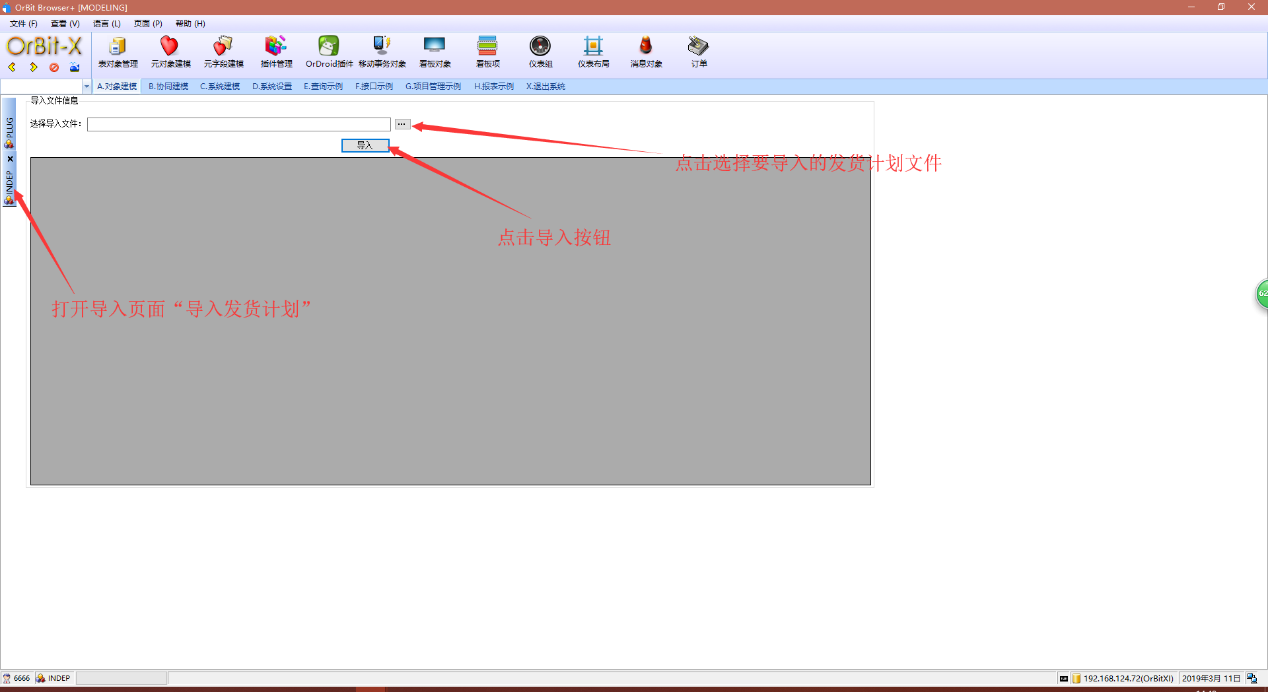 OrBit Browser+ [MODELING]
文件 (F) 查看 (V) 语言 (L) 页面 (P) 帮助 (H)
OrBit-X
表对象管理 元对象建模 元字段建模 插件管理 OrDroid插件 移动事务对象 看板对象 看板项 仪表组 仪表布局 消息对象 订单
A.对象建模 B.协同建模 C.系统建模 D.系统设置 E.查询示例 F.接口示例 G.项目管理示例 H.报表示例 X.退出系统
导入文件信息
PLUG
选择导入文件： ...
导入
点击选择要导入的发货计划文件
INDEP
点击导入按钮
打开导入页面“导入发货计划”
6666 INDEP 192.168.124.72(OrBitXI) 2019年3月 11日